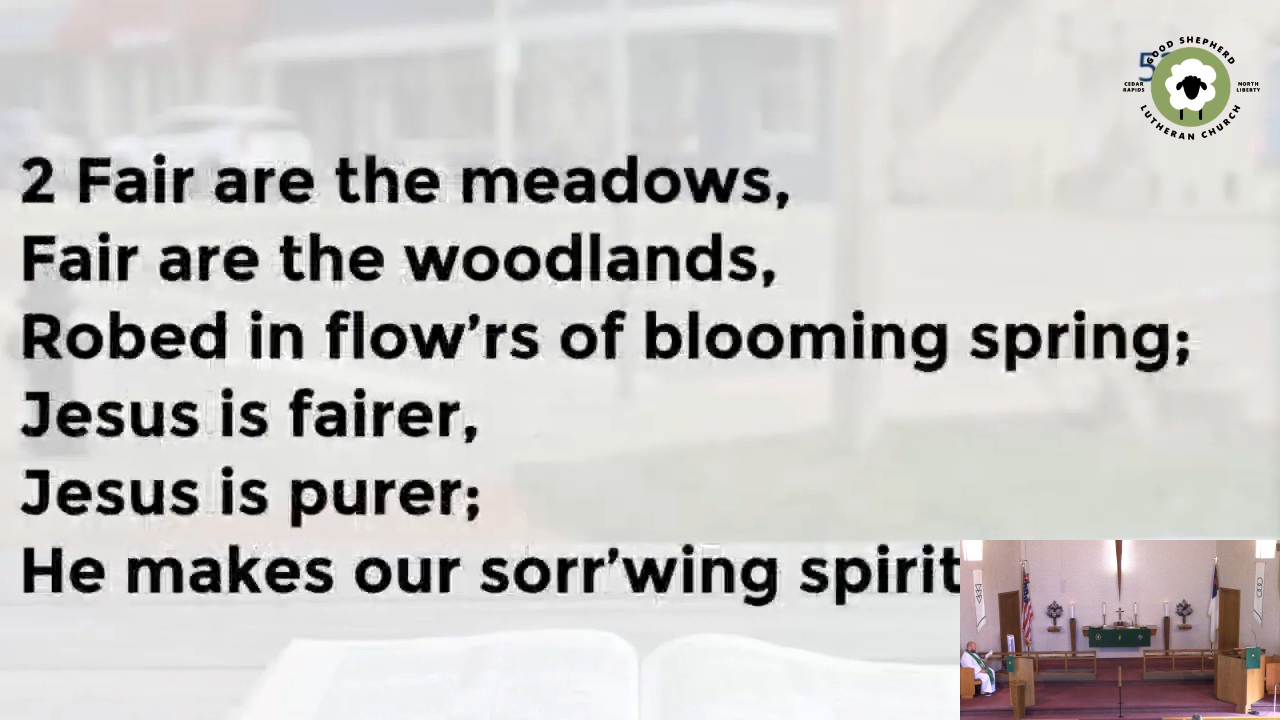 GOOD SHEPHERD
CEDAR RAPIDS
NORTH LIBERTY
LUTHERAN CHURCH
2 Fair are the meadows,
Fair are the woodlands,
Robed in flow’rs of blooming spring;
Jesus is fairer,
Jesus is purer;
He makes our sorr’wing spirit